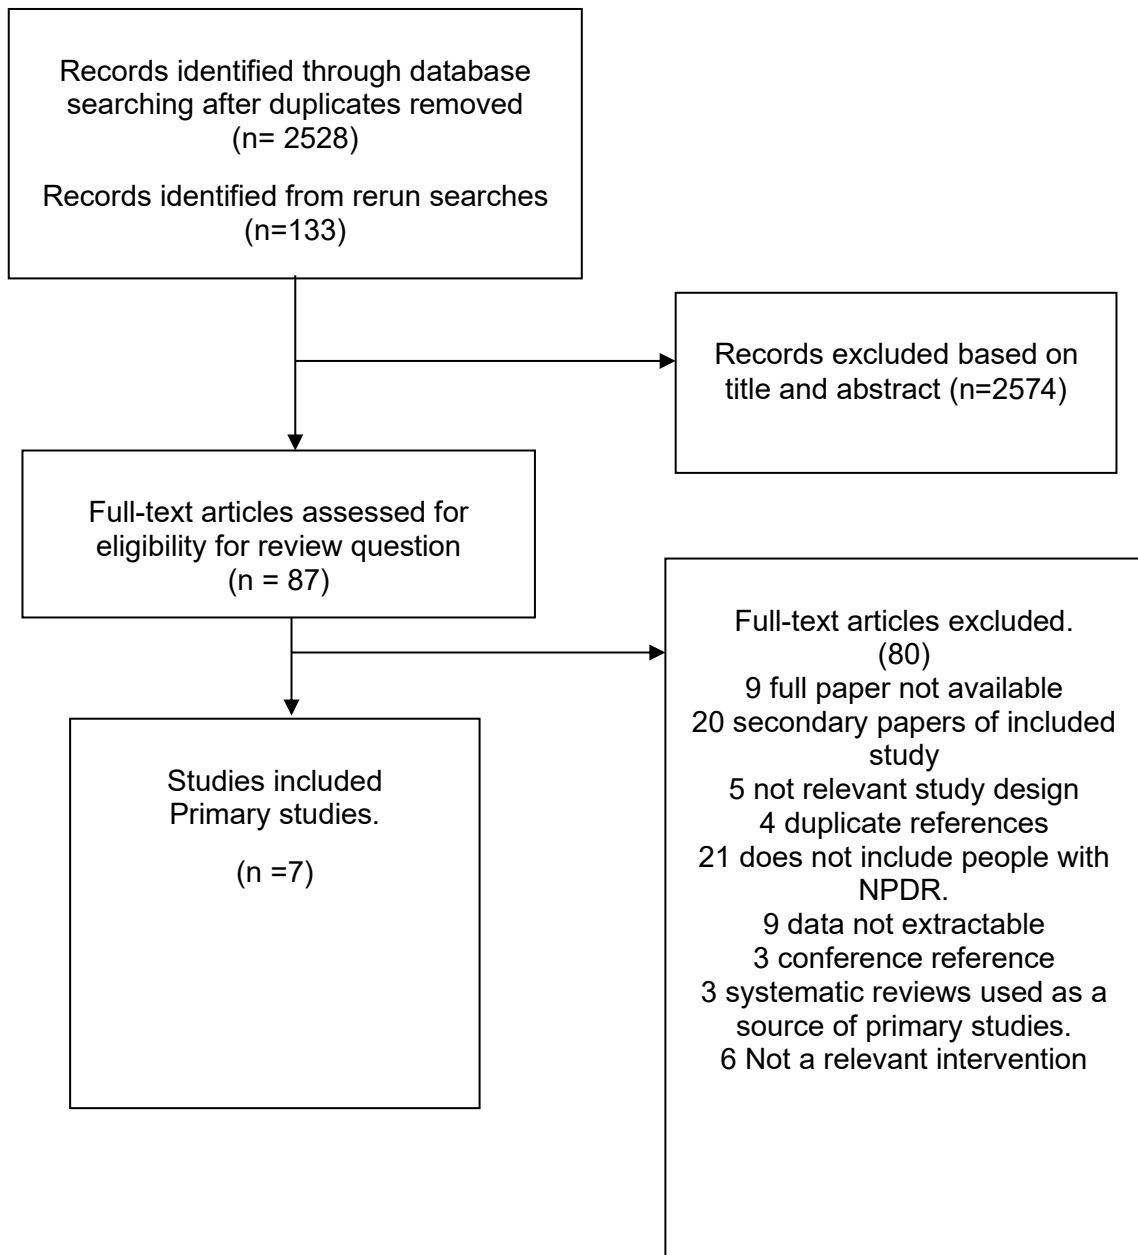 Records identified through database
searching after duplicates removed
(n= 2528)
Records identified from rerun searches
(n=133)
Records excluded based on
title and abstract (n=2574)
Full-text articles assessed for
eligibility for review question
(n = 87)
Full-text articles excluded.
(80)
9 full paper not available
20 secondary papers of included
study
5 not relevant study design
4 duplicate references
21 does not include people with
NPDR.
9 data not extractable
3 conference reference
3 systematic reviews used as a
source of primary studies.
6 Not a relevant intervention
Studies included
Primary studies.
(n =7)